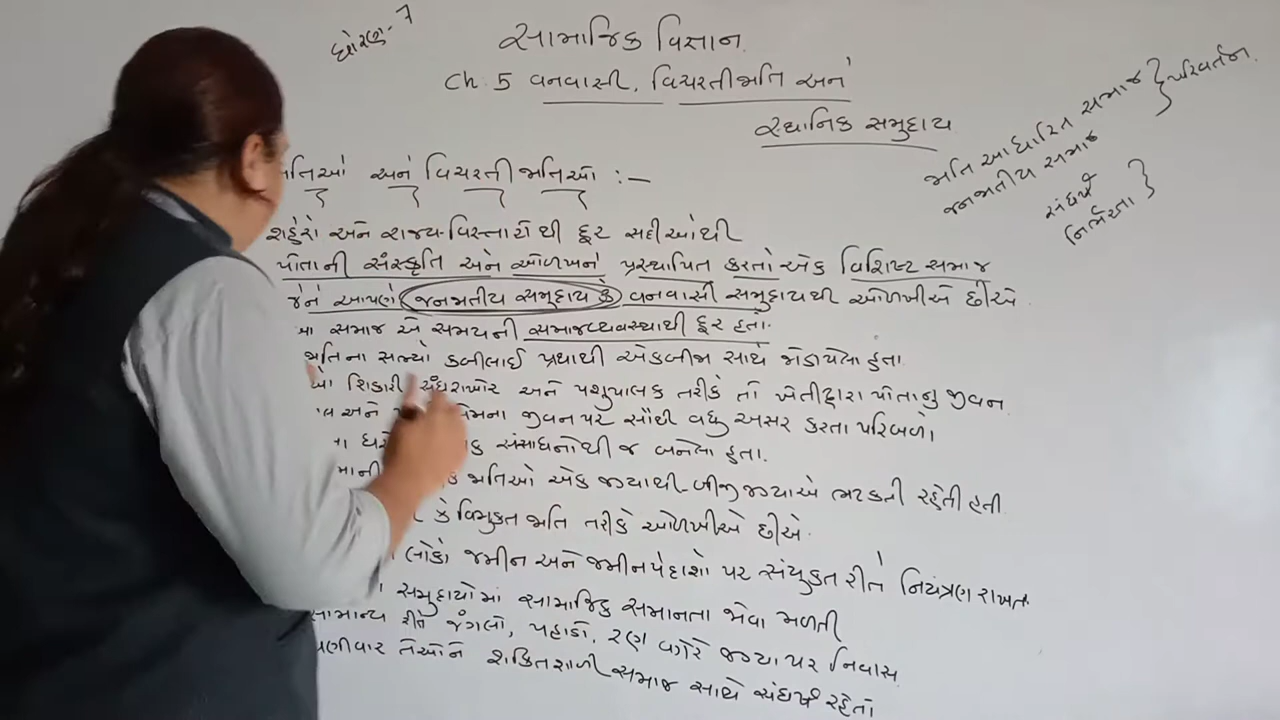 ધોરણ-7
સામાજિક વિજ્ઞાન.
Ch. 5 વનવાસી, વિચરતીજાતિ અને
સ્થાનિક સમુદાય
જાતિ આધારિત સમાજ } પરિવર્તન
જનજાતીય સમાજ
સંઘર્ષ }
નિર્ભરતા
અને વિચરતી જાતિઓ :-
શહેરો અને રાજ્ય-વિસ્તારોથી દૂર સદીઓથી
પોતાની સંસ્કૃતિ અને ઓળખને પ્રસ્થાપિત કરતો એક વિશિષ્ટ સમાજ
જેને આપણે જનજાતીય સમુદાય કે વનવાસી સમુદાયથી ઓળખીએ છીએ
સમાજ એ સમયની સમાજવ્યવસ્થાથી દૂર હતો.
જાતિના સભ્યો કબીલાઈ પ્રથાથી એકબીજા સાથે જોડાયેલા હતા.
શિકારી સંઘરાખોર અને પશુપાલક તરીકે તો ખેતીદ્વારા પોતાનુ જીવન
અને જીવનપર સૌથી વધુ અસર કરતા પરિબળો
સંસાધનોથી જ બનેલા હતા.
જાતિઓ એક જગ્યાથી-બીજીજગ્યાએ ભટકતી રહેતી હતી
કે વિમુક્ત જાતિ તરીકે ઓળખીએ છીએ.
લોકો જમીન અને જમીનપેદાશો પર સંયુક્ત રીતે નિયંત્રણ રાખત
સમુદાયોમાં સામાજિક સમાનતા જોવા મળતી
સામાન્ય રીતે જંગલો, પહાડો, રણ વગેરે જગ્યાપર નિવાસ
ઘણીવાર તેઓને શક્તિશાળી સમાજ સાથે સંઘર્ષ રહેતો